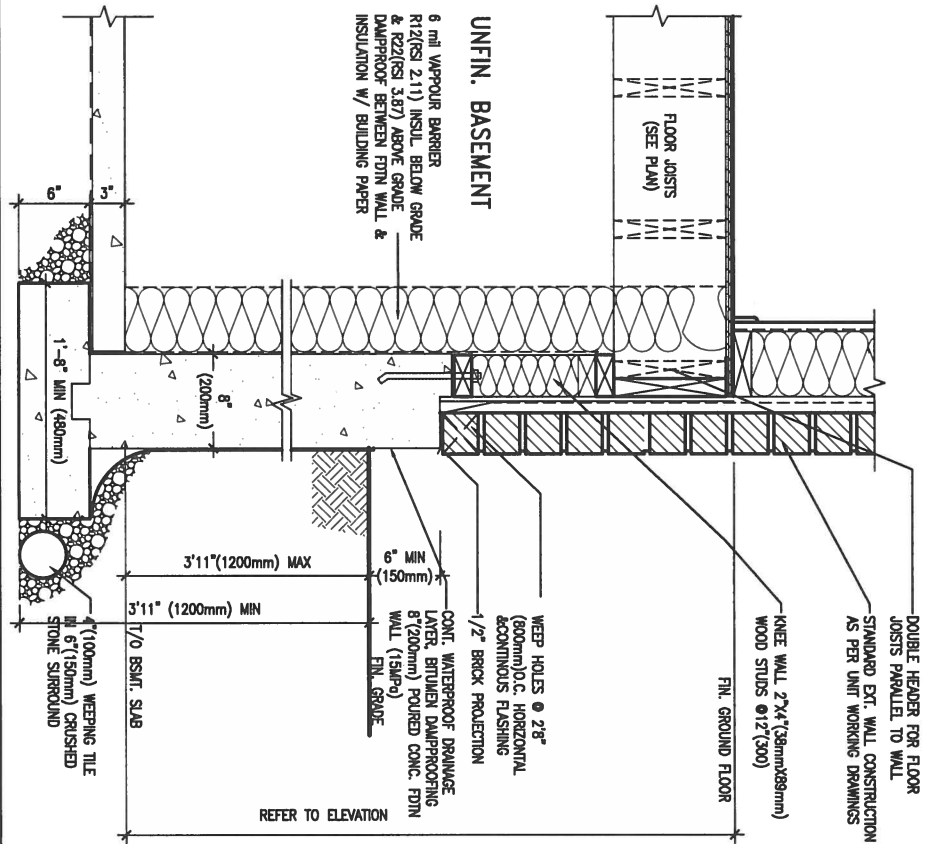 UNFIN. BASEMENT
6 mil VAPPOUR BARRIER
R12(RSI 2.11) INSUL BELOW GRADE
& R22(RSI 3.87) ABOVE GRADE
DAMPPROOF BETWEEN FDTN WALL &
INSULATION W/ BUILDING PAPER
FLOOR JOISTS
(SEE PLAN)
DOUBLE HEADER FOR FLOOR
JOISTS PARALLEL TO WALL
STANDARD EXT. WALL CONSTRUCTION
AS PER UNIT WORKING DRAWINGS
KNEE WALL 2"X4"(38mmX89mm)
WOOD STUDS @12"(300)
FIN. GROUND FLOOR
WEEP HOLES @ 2'8"
(800mm)O.C. HORIZONTAL
&CONTINOUS FLASHING
1/2" BRICK PROJECTION
CONT. WATERPROOF DRAINAGE
LAYER, BITUMEN DAMPPROOFING
8"(200mm) POURED CONC. FDTN
WALL (15MPa)
FIN. GRADE
T/O BSMT. SLAB
4"(100mm) WEEPING TILE
IN 6"(150mm) CRUSHED
STONE SURROUND
6"
3"
1'-8" MIN (480mm)
8"
(200mm)
3'11"(1200mm) MAX
6" MIN
(150mm)
3'11" (1200mm) MIN
REFER TO ELEVATION